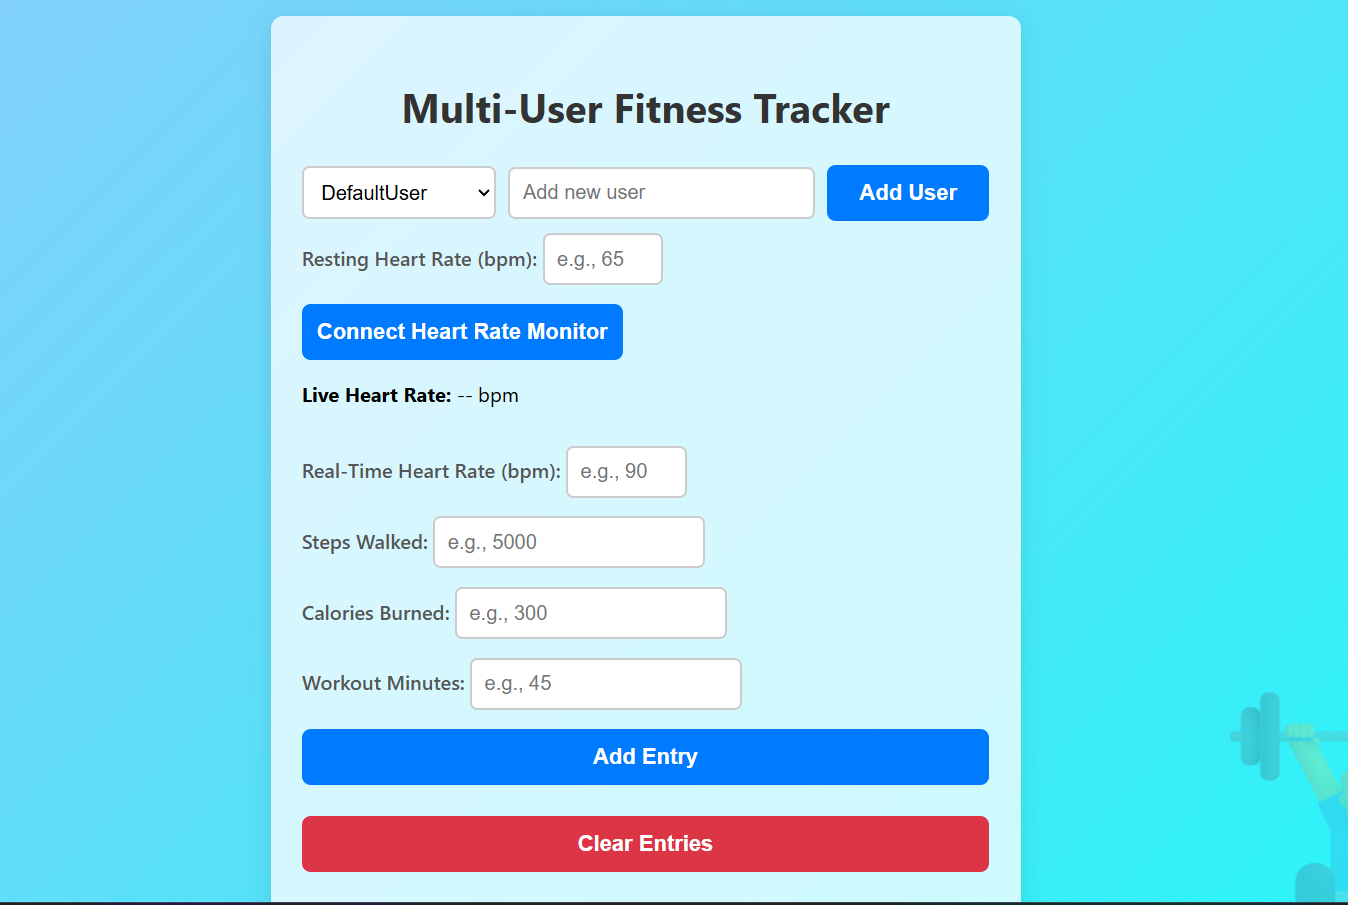 Multi-User Fitness Tracker
DefaultUser Add new user Add User
Resting Heart Rate (bpm): e.g., 65
Connect Heart Rate Monitor
Live Heart Rate: -- bpm
Real-Time Heart Rate (bpm): e.g., 90
Steps Walked: e.g., 5000
Calories Burned: e.g., 300
Workout Minutes: e.g., 45
Add Entry
Clear Entries